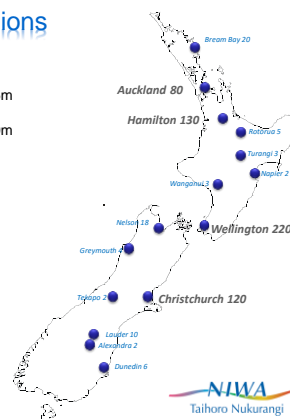 ions
m
m
Bream Bay 20
Auckland 80
Hamilton 130
Rotorua 5
Turangi 3
Napier 2
Wanganui 3
Nelson 18
Wellington 220
Greymouth 4
Tekapo 2
Christchurch 120
Lauder 10
Alexandra 2
Dunedin 6
NIWA
Taihoro Nukurangi